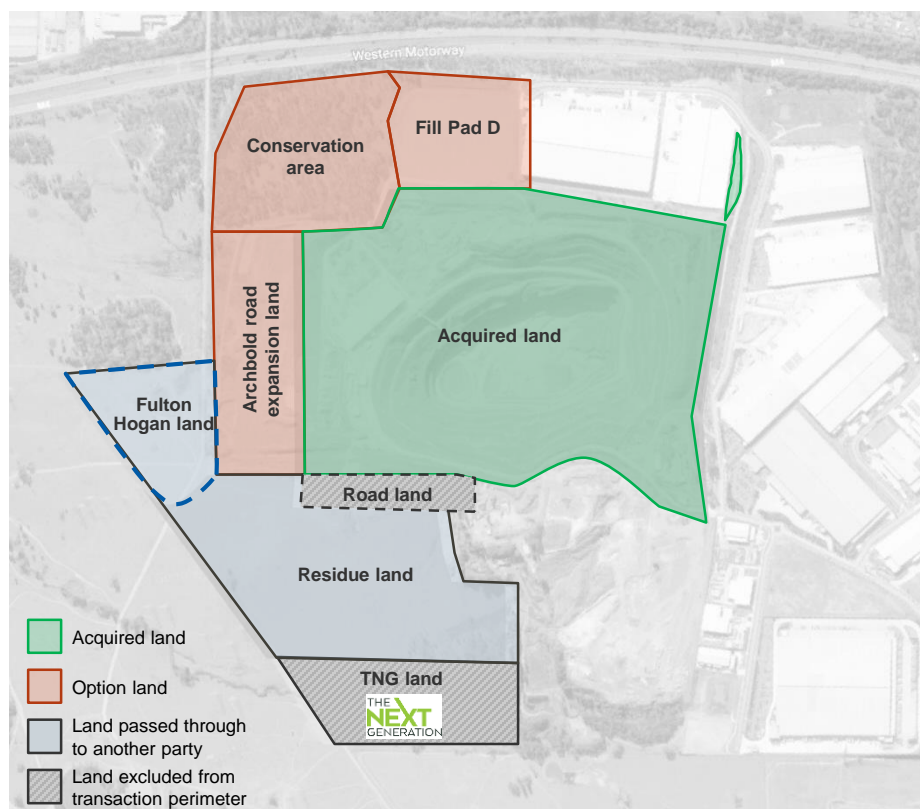 Western Motorway
Fill Pad D
Conservation
area
Acquired land
Archbold road
expansion land
Fulton
Hogan land
Road land
Residue land
TNG land
THE
NEXT
GENERATION
Acquired land
Option land
Land passed through
to another party
Land excluded from
transaction perimeter